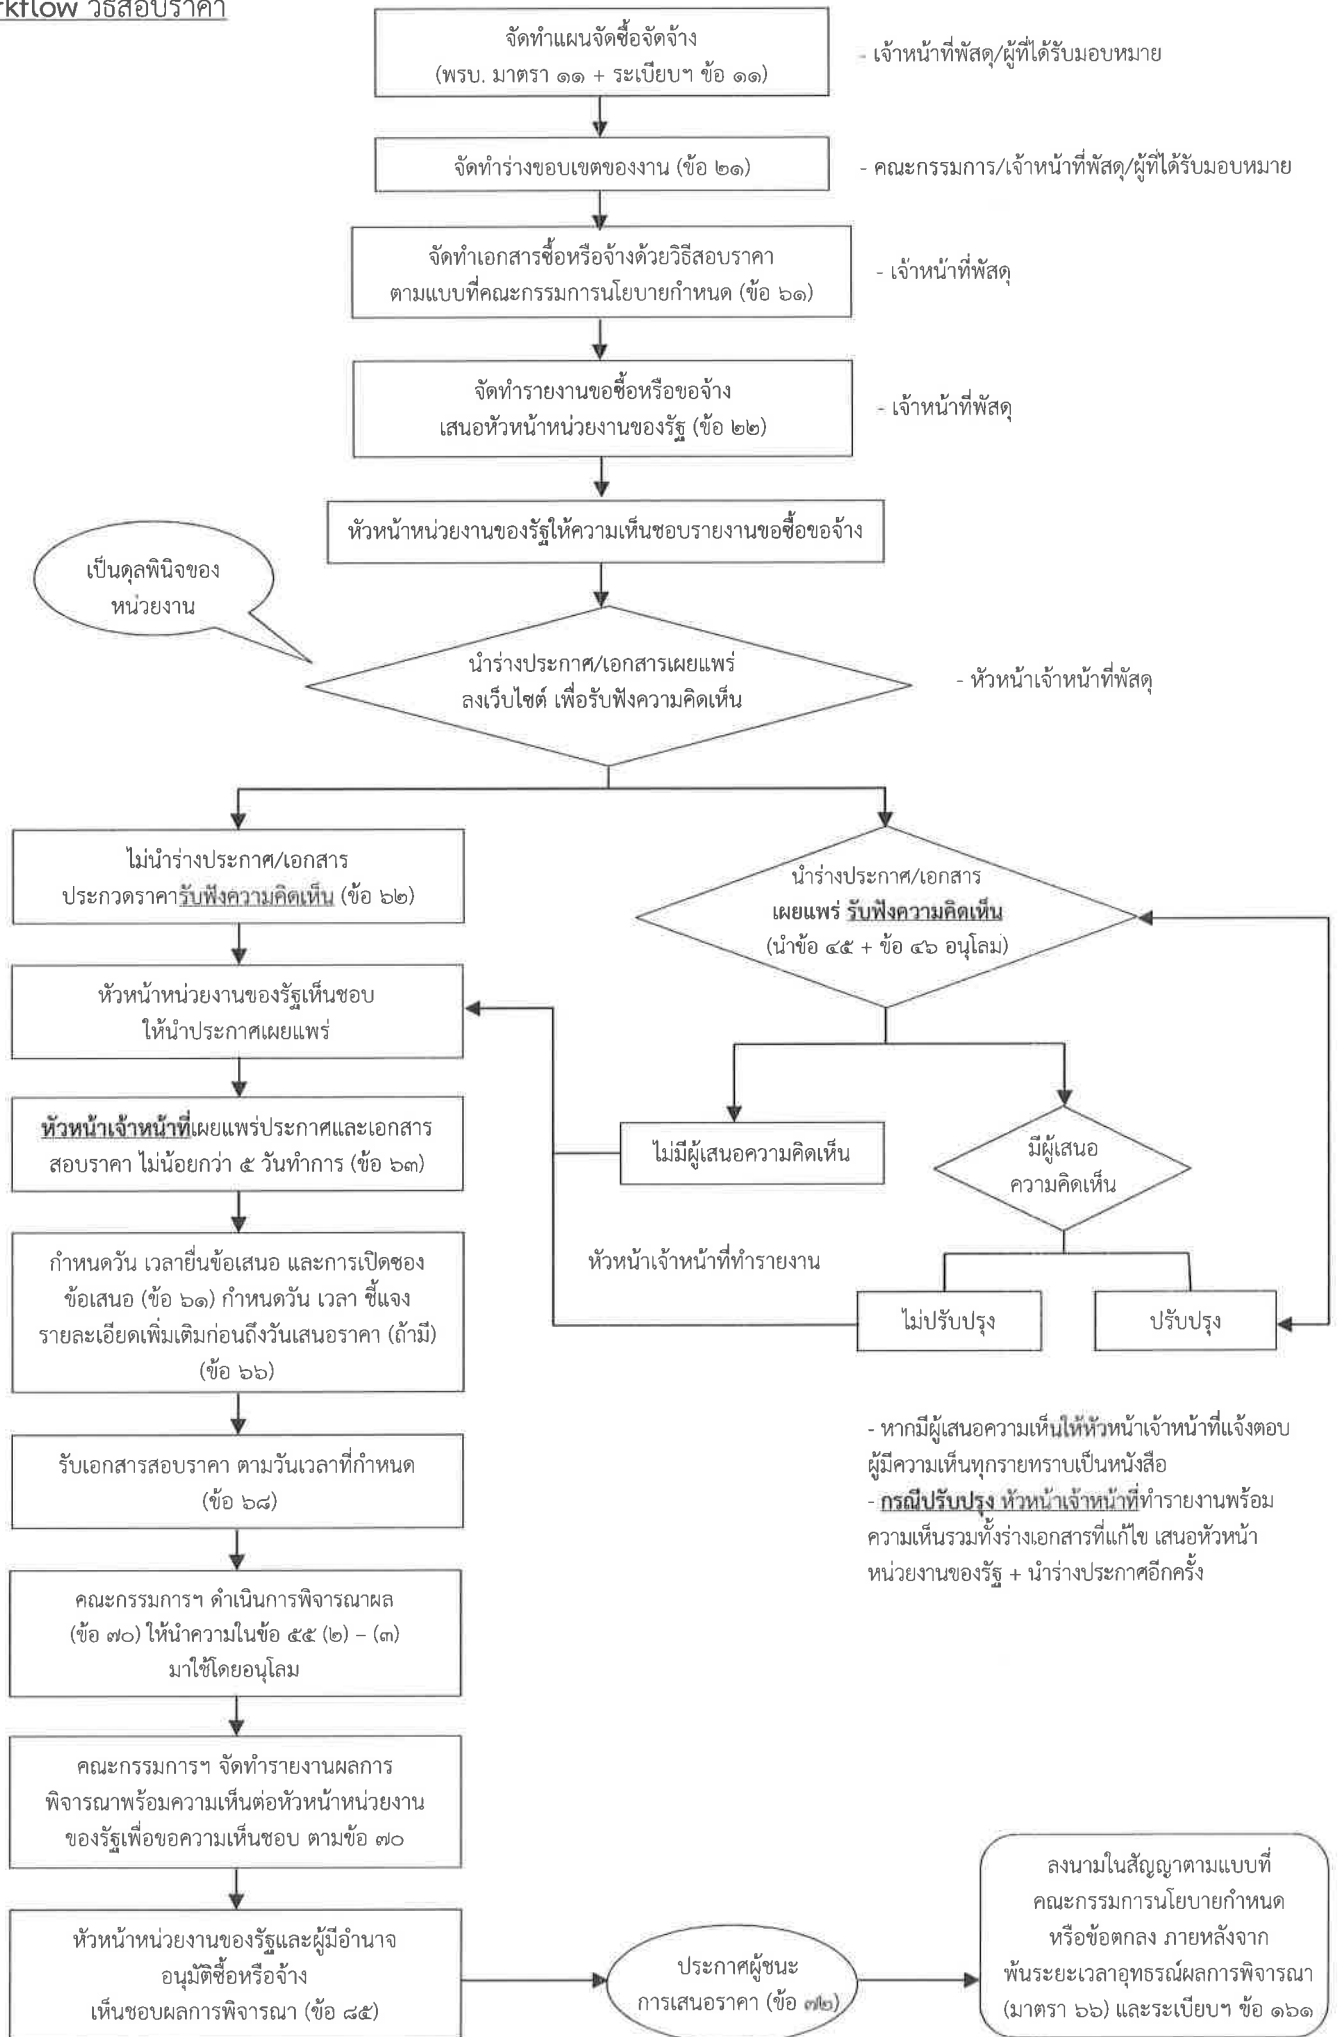 rkflow วิธีสอบราคา
จัดทำแผนจัดซื้อจัดจ้าง
(พรบ. มาตรา ๑๑ + ระเบียบฯ ข้อ ๑๑)
- เจ้าหน้าที่พัสดุ/ผู้ที่ได้รับมอบหมาย
จัดทำร่างขอบเขตของงาน (ข้อ ๒๑)
- คณะกรรมการ/เจ้าหน้าที่พัสดุ/ผู้ที่ได้รับมอบหมาย
จัดทำเอกสารซื้อหรือจ้างด้วยวิธีสอบราคา
ตามแบบที่คณะกรรมการนโยบายกำหนด (ข้อ ๖๑)
- เจ้าหน้าที่พัสดุ
จัดทำรายงานขอซื้อหรือขอจ้าง
เสนอหัวหน้าหน่วยงานของรัฐ (ข้อ ๒๒)
- เจ้าหน้าที่พัสดุ
หัวหน้าหน่วยงานของรัฐให้ความเห็นชอบรายงานขอซื้อขอจ้าง
เป็นดุลพินิจของ
หน่วยงาน
นำร่างประกาศ/เอกสารเผยแพร่
ลงเว็บไซต์ เพื่อรับฟังความคิดเห็น
- หัวหน้าเจ้าหน้าที่พัสดุ
ไม่นำร่างประกาศ/เอกสาร
ประกวดราคารับฟังความคิดเห็น (ข้อ ๖๒)
นำร่างประกาศ/เอกสาร
เผยแพร่ รับฟังความคิดเห็น
(นำข้อ ๔๕ + ข้อ ๔๖ อนุโลม)
หัวหน้าหน่วยงานของรัฐเห็นชอบ
ให้นำประกาศเผยแพร่
หัวหน้าเจ้าหน้าที่เผยแพร่ประกาศและเอกสาร
สอบราคา ไม่น้อยกว่า ๕ วันทำการ (ข้อ ๖๓)
ไม่มีผู้เสนอความคิดเห็น
มีผู้เสนอ
ความคิดเห็น
หัวหน้าเจ้าหน้าที่ทำรายงาน
ไม่ปรับปรุง
ปรับปรุง
กำหนดวัน เวลายื่นข้อเสนอ และการเปิดซอง
ข้อเสนอ (ข้อ ๖๑) กำหนดวัน เวลา ชี้แจง
รายละเอียดเพิ่มเติมก่อนถึงวันเสนอราคา (ถ้ามี)
(ข้อ ๖๖)
- หากมีผู้เสนอความเห็นให้หัวหน้าเจ้าหน้าที่แจ้งตอบ
ผู้มีความเห็นทุกรายทราบเป็นหนังสือ
- กรณีปรับปรุง หัวหน้าเจ้าหน้าที่ทำรายงานพร้อม
ความเห็นรวมทั้งร่างเอกสารที่แก้ไข เสนอหัวหน้า
หน่วยงานของรัฐ + นำร่างประกาศอีกครั้ง
รับเอกสารสอบราคา ตามวันเวลาที่กำหนด
(ข้อ ๖๘)
คณะกรรมการฯ ดำเนินการพิจารณาผล
(ข้อ ๗๐) ให้นำความในข้อ ๕๕ (๒) – (๓)
มาใช้โดยอนุโลม
คณะกรรมการฯ จัดทำรายงานผลการ
พิจารณาพร้อมความเห็นต่อหัวหน้าหน่วยงาน
ของรัฐเพื่อขอความเห็นชอบ ตามข้อ ๗๐
หัวหน้าหน่วยงานของรัฐและผู้มีอำนาจ
อนุมัติซื้อหรือจ้าง
เห็นชอบผลการพิจารณา (ข้อ ๘๕)
ประกาศผู้ชนะ
การเสนอราคา (ข้อ ๗๒)
ลงนามในสัญญาตามแบบที่
คณะกรรมการนโยบายกำหนด
หรือข้อตกลง ภายหลังจาก
พ้นระยะเวลาอุทธรณ์ผลการพิจารณา
(มาตรา ๖๖) และระเบียบฯ ข้อ ๑๖๑